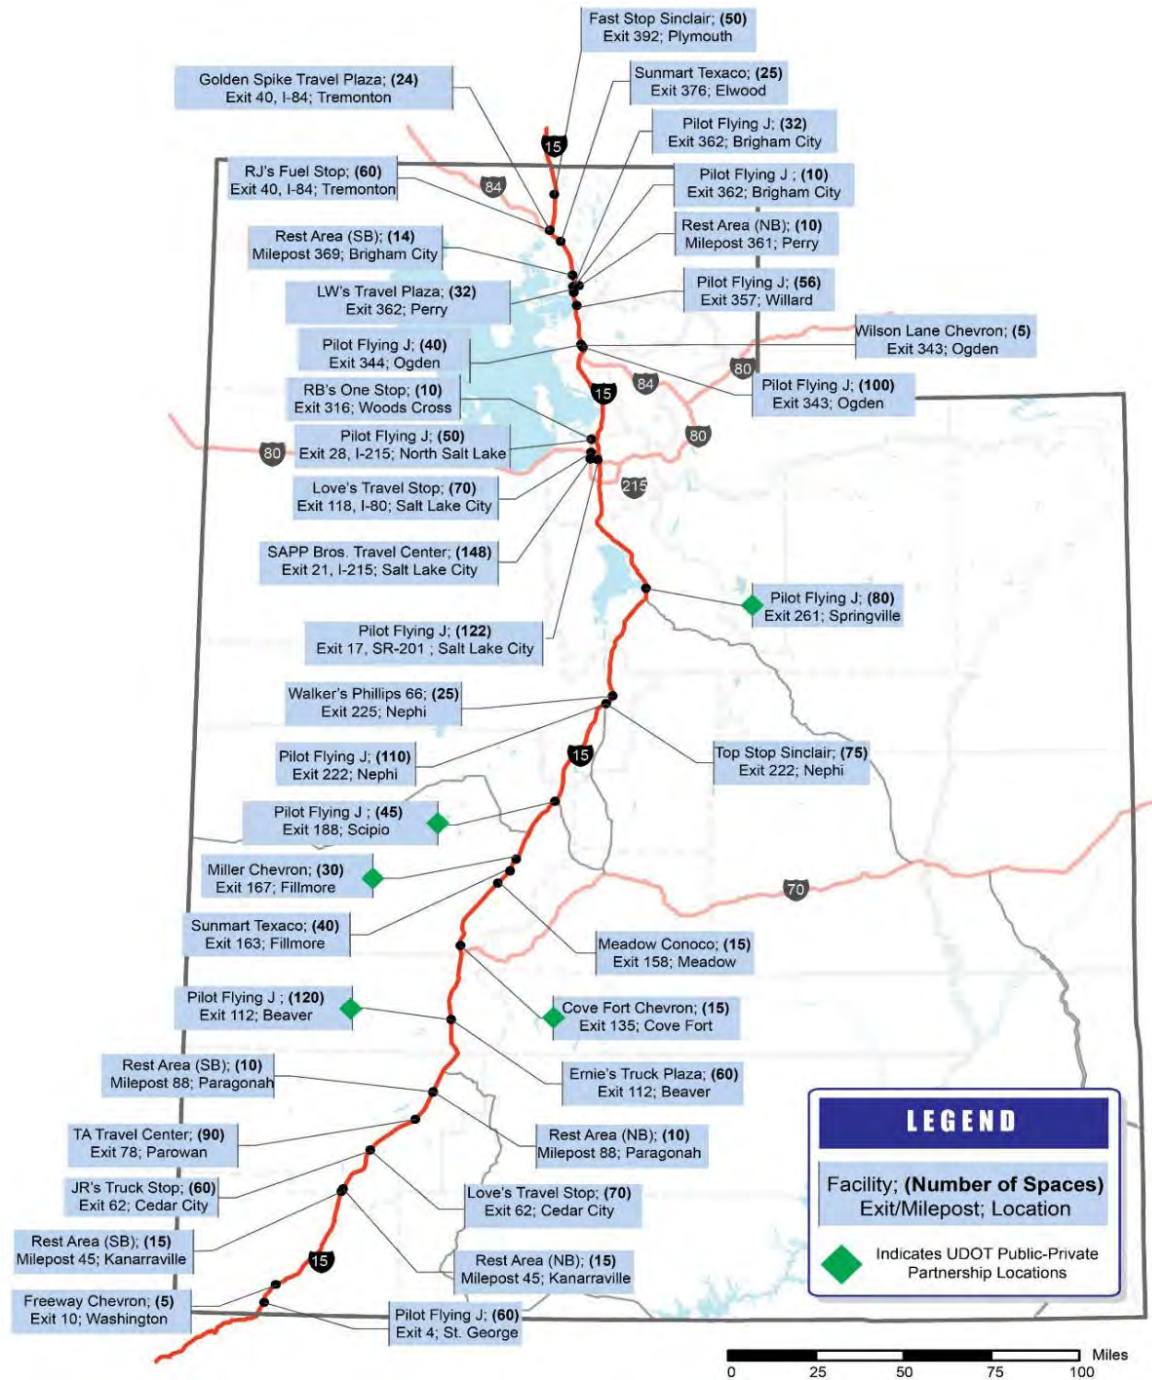 Fast Stop Sinclair; (50)
Exit 392; Plymouth
Golden Spike Travel Plaza; (24)
Exit 40, I-84; Tremonton
Sunmart Texaco; (25)
Exit 376; Elwood
Pilot Flying J; (32)
Exit 362; Brigham City
15
RJ's Fuel Stop; (60)
Exit 40, I-84; Tremonton
84
Pilot Flying J ; (10)
Exit 362; Brigham City
Rest Area (SB); (14)
Milepost 369; Brigham City
Rest Area (NB); (10)
Milepost 361; Perry
LW's Travel Plaza; (32)
Exit 362; Perry
Pilot Flying J; (56)
Exit 357; Willard
Wilson Lane Chevron; (5)
Exit 343; Ogden
Pilot Flying J; (40)
Exit 344; Ogden
80
84
Pilot Flying J; (100)
Exit 343; Ogden
RB's One Stop; (10)
Exit 316; Woods Cross
15
80
Pilot Flying J; (50)
Exit 28, I-215; North Salt Lake
80
Love's Travel Stop; (70)
Exit 118, I-80; Salt Lake City
215
SAPP Bros. Travel Center; (148)
Exit 21, I-215; Salt Lake City
Pilot Flying J; (80)
Exit 261; Springville
Pilot Flying J; (122)
Exit 17, SR-201 ; Salt Lake City
Walker's Phillips 66; (25)
Exit 225; Nephi
Pilot Flying J; (110)
Exit 222; Nephi
15
Top Stop Sinclair; (75)
Exit 222; Nephi
Pilot Flying J ; (45)
Exit 188; Scipio
Miller Chevron; (30)
Exit 167; Fillmore
70
Sunmart Texaco; (40)
Exit 163; Fillmore
Meadow Conoco; (15)
Exit 158; Meadow
Pilot Flying J ; (120)
Exit 112; Beaver
Cove Fort Chevron; (15)
Exit 135; Cove Fort
Rest Area (SB); (10)
Milepost 88; Paragonah
Ernie's Truck Plaza; (60)
Exit 112; Beaver
TA Travel Center; (90)
Exit 78; Parowan
Rest Area (NB); (10)
Milepost 88; Paragonah
JR's Truck Stop; (60)
Exit 62; Cedar City
Love's Travel Stop; (70)
Exit 62; Cedar City
Rest Area (SB); (15)
Milepost 45; Kanarraville
15
Rest Area (NB); (15)
Milepost 45; Kanarraville
Freeway Chevron; (5)
Exit 10; Washington
Pilot Flying J; (60)
Exit 4; St. George
LEGEND
Facility; (Number of Spaces)
Exit/Milepost; Location
Indicates UDOT Public-Private
Partnership Locations
Miles
0 25 50 75 100